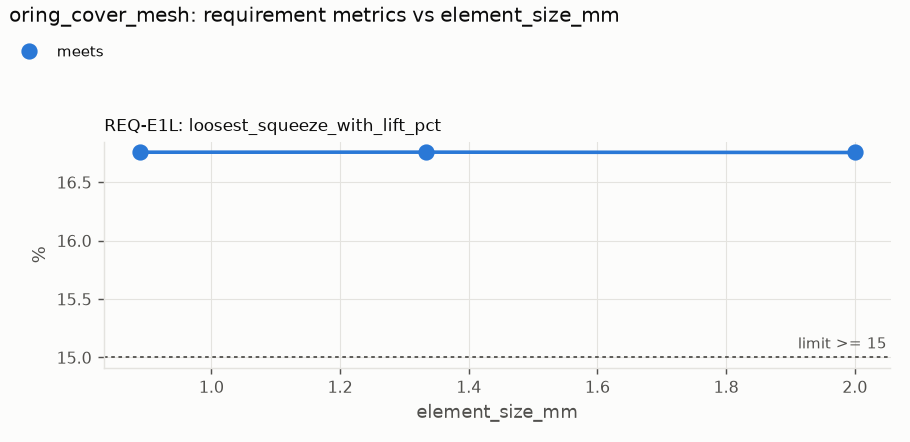 oring_cover_mesh: requirement metrics vs element_size_mm
meets
REQ-E1L: loosest_squeeze_with_lift_pct
16.5
16.0
15.5
15.0
%
limit >= 15
1.0 1.2 1.4 1.6 1.8 2.0
element_size_mm